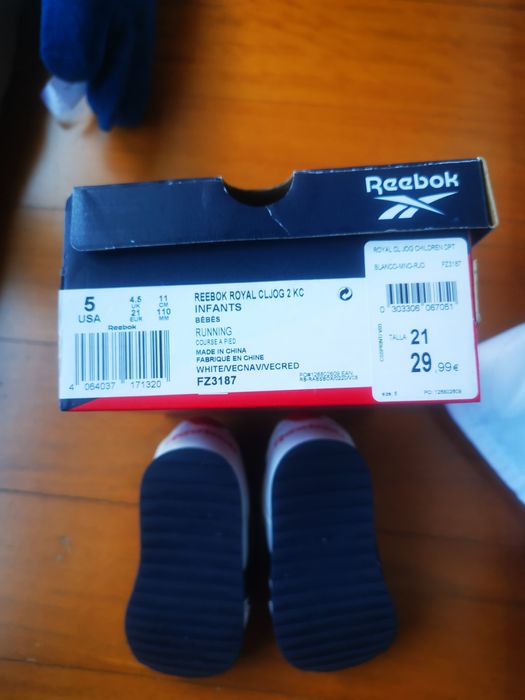 Reebok
5
USA
4.5
UK
21
EUR
11
CM
110
MM
Reebok
4 064037 171320
REEBOK ROYAL CLJOG 2 KC
INFANTS
BÉBÉS
RUNNING
COURSE A PIED
MADE IN CHINA
FABRIQUÉ EN CHINE
WHITE/VECNAV/VECRED
FZ3187
ROYAL CL JOG CHILDREN DPT
BLANCO-MNO-RJO FZ3187
0 303306 067051
TALLA 21
29,99€